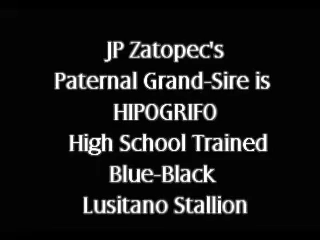 JP Zatopec's
Paternal Grand-Sire is
HIPOGRIFO
High School Trained
Blue-Black
Lusitano Stallion